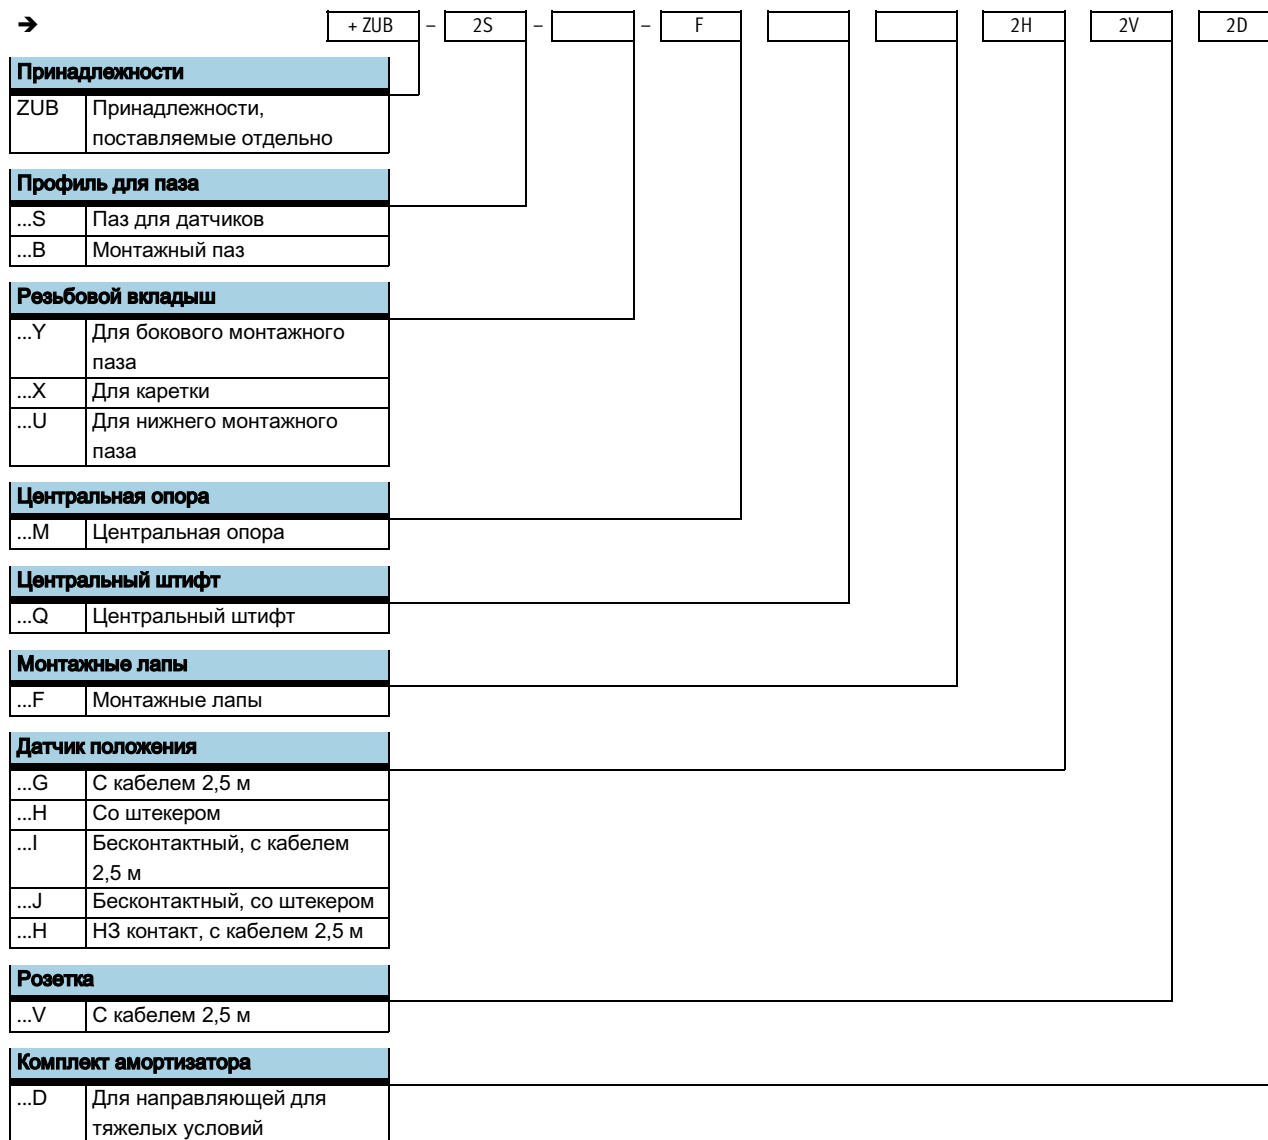 ➔ + ZUB – 2S – – F 2H 2V 2D
Принадлежности
ZUB Принадлежности,
поставляемые отдельно
Профиль для паза
...S Паз для датчиков
...B Монтажный паз
Резьбовой вкладыш
...Y Для бокового монтажного
паза
...X Для каретки
...U Для нижнего монтажного
паза
Центральная опора
...M Центральная опора
Центральный штифт
...Q Центральный штифт
Монтажные лапы
...F Монтажные лапы
Датчик положения
...G С кабелем 2,5 м
...H Со штекером
...I Бесконтактный, с кабелем
2,5 м
...J Бесконтактный, со штекером
...H НЗ контакт, с кабелем 2,5 м
Розетка
...V С кабелем 2,5 м
Комплект амортизатора
...D Для направляющей для
тяжелых условий